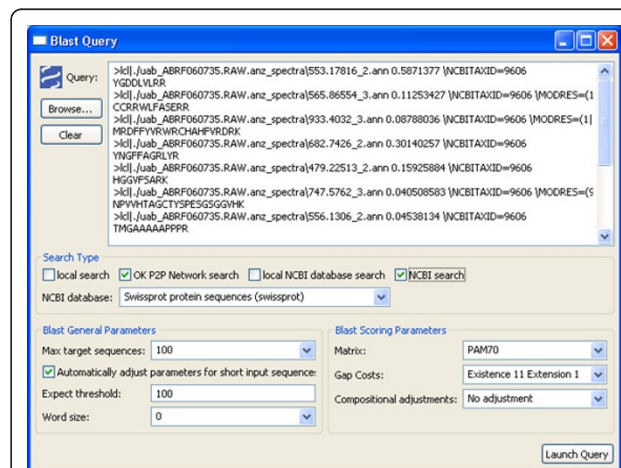 Blast Query
Query:
Browse...
Clear
>lcl|./uab_ABRF060735.RAW.anz_spectra\553.17816_2.ann 0.5871377 \NCBITAXID=9606
YGDDLVLRR
>lcl|./uab_ABRF060735.RAW.anz_spectra\565.86554_3.ann 0.11253427 \NCBITAXID=9606 \MODRES=(1
CCRRWLFASERR
>lcl|./uab_ABRF060735.RAW.anz_spectra\933.4032_3.ann 0.08788036 \NCBITAXID=9606 \MODRES=(1|
MRDFFYVRWRCHAHFVRDRK
>lcl|./uab_ABRF060735.RAW.anz_spectra\682.7426_2.ann 0.30140257 \NCBITAXID=9606
YNGFFAGRLYR
>lcl|./uab_ABRF060735.RAW.anz_spectra\479.22513_2.ann 0.15925884 \NCBITAXID=9606
HGGVFSARK
>lcl|./uab_ABRF060735.RAW.anz_spectra\747.5762_3.ann 0.040508583 \NCBITAXID=9606 \MODRES=(9
NPVVHTAGCTYSPESGSGGVHK
>lcl|./uab_ABRF060735.RAW.anz_spectra\556.1306_2.ann 0.04538134 \NCBITAXID=9606
TMGAAAAAPPPR
Search Type
local search OK P2P Network search local NCBI database search NCBI search
NCBI database: Swissprot protein sequences (swissprot)
Blast General Parameters
Max target sequences: 100
Automatically adjust parameters for short input sequence:
Expect threshold: 100
Word size: 0
Blast Scoring Parameters
Matrix: PAM70
Gap Costs: Existence 11 Extension 1
Compositional adjustments: No adjustment
Launch Query